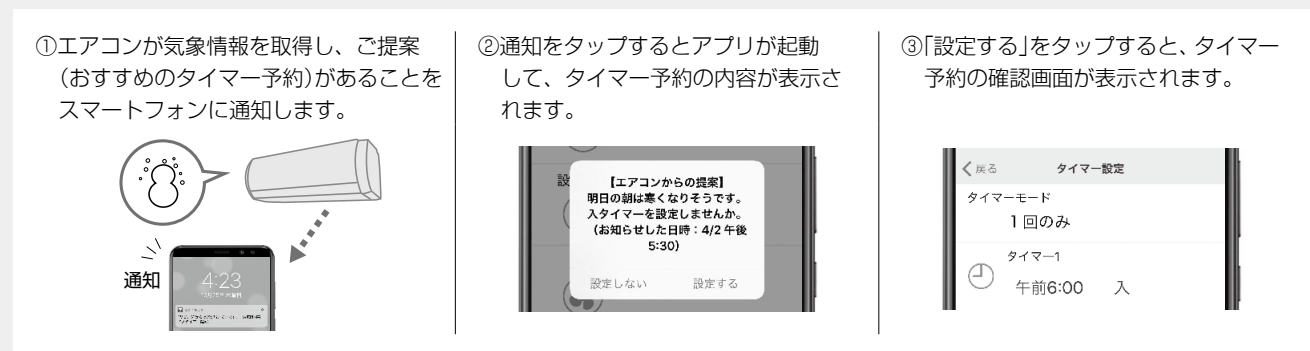 ①エアコンが気象情報を取得し、ご提案
（おすすめのタイマー予約）があることを
スマートフォンに通知します。
通知
4:23
②通知をタップするとアプリが起動
して、タイマー予約の内容が表示さ
れます。
設
【エアコンからの提案】
明日の朝は寒くなりそうです。
入タイマーを設定しませんか。
（お知らせした日時：4/2 午後
5:30）
設定しない
設定する
③「設定する」をタップすると、タイマー
予約の確認画面が表示されます。
戻る
タイマー設定
タイマーモード
1回のみ
タイマー1
午前6:00 入